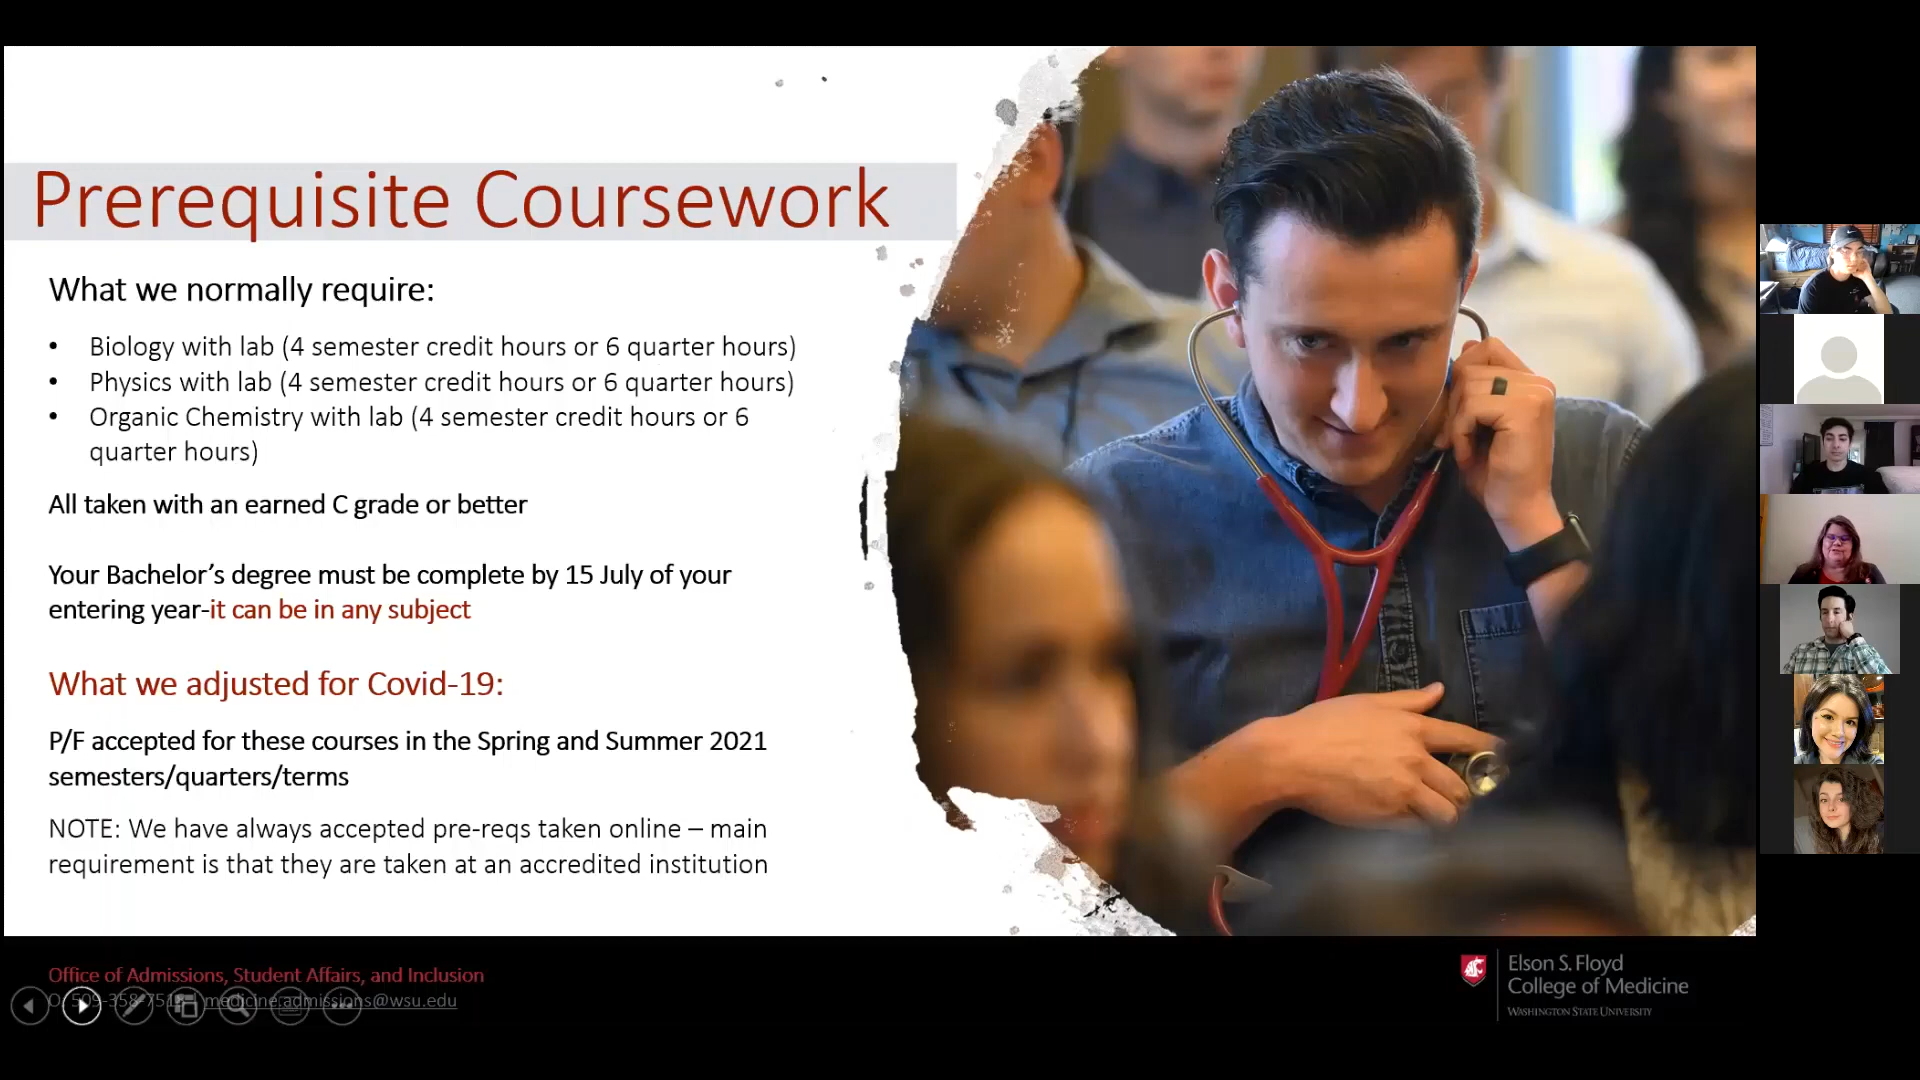 Prerequisite Coursework
What we normally require:
• Biology with lab (4 semester credit hours or 6 quarter hours)
• Physics with lab (4 semester credit hours or 6 quarter hours)
• Organic Chemistry with lab (4 semester credit hours or 6
quarter hours)
All taken with an earned C grade or better
Your Bachelor's degree must be complete by 15 July of your
entering year-it can be in any subject
What we adjusted for Covid-19:
P/F accepted for these courses in the Spring and Summer 2021
semesters/quarters/terms
NOTE: We have always accepted pre-reqs taken online – main
requirement is that they are taken at an accredited institution
Office of Admissions, Student Affairs, and Inclusion
medicine.admissions@wsu.edu
Elson S. Floyd
College of Medicine
WASHINGTON STATE UNIVERSITY